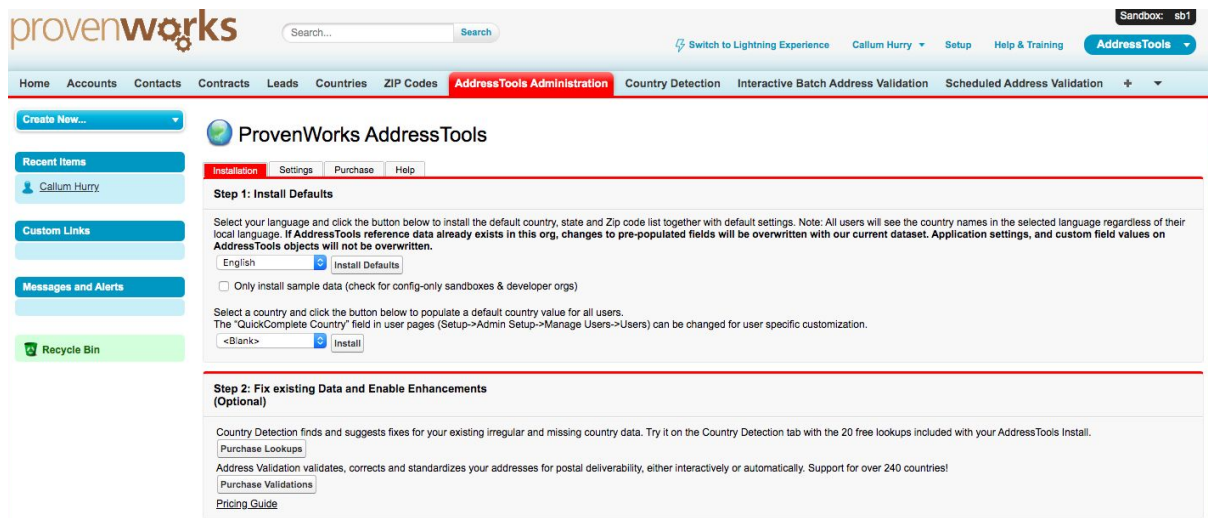 provenworks
Search...
Search
Sandbox: sb1
Switch to Lightning Experience
Callum Hurry
Setup
Help & Training
AddressTools
Home Accounts Contacts Contracts Leads Countries ZIP Codes AddressTools Administration Country Detection Interactive Batch Address Validation Scheduled Address Validation +
Create New...
Recent Items
Callum Hurry
Custom Links
Messages and Alerts
Recycle Bin
ProvenWorks AddressTools
Installation Settings Purchase Help
Step 1: Install Defaults
Select your language and click the button below to install the default country, state and Zip code list together with default settings. Note: All users will see the country names in the selected language regardless of their
local language. If AddressTools reference data already exists in this org, changes to pre-populated fields will be overwritten with our current dataset. Application settings, and custom field values on
AddressTools objects will not be overwritten.
English Install Defaults
Only install sample data (check for config-only sandboxes & developer orgs)
Select a country and click the button below to populate a default country value for all users.
The "QuickComplete Country" field in user pages (Setup->Admin Setup->Manage Users->Users) can be changed for user specific customization.
<Blank> Install
Step 2: Fix existing Data and Enable Enhancements
(Optional)
Country Detection finds and suggests fixes for your existing irregular and missing country data. Try it on the Country Detection tab with the 20 free lookups included with your AddressTools Install.
Purchase Lookups
Address Validation validates, corrects and standardizes your addresses for postal deliverability, either interactively or automatically. Support for over 240 countries!
Purchase Validations
Pricing Guide